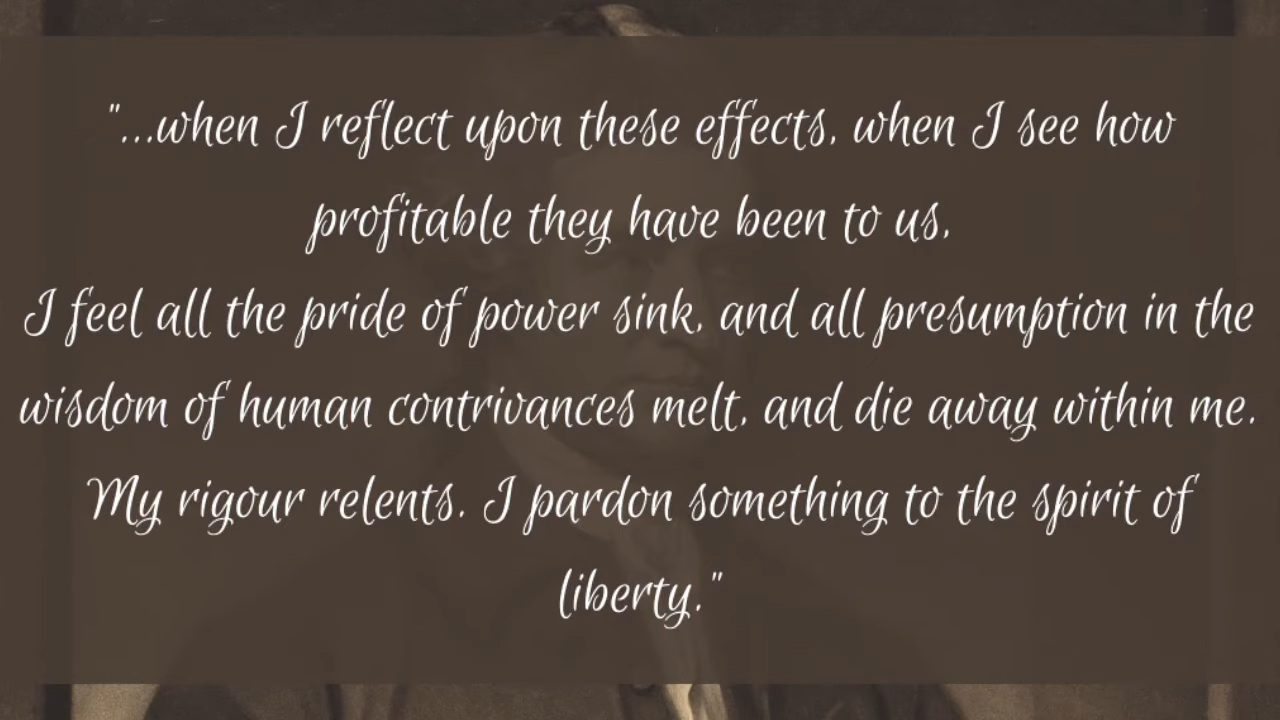 "...when I reflect upon these effects, when I see how
profitable they have been to us,
I feel all the pride of power sink, and all presumption in the
wisdom of human contrivances melt, and die away within me.
My rigour relents. I pardon something to the spirit of
liberty."